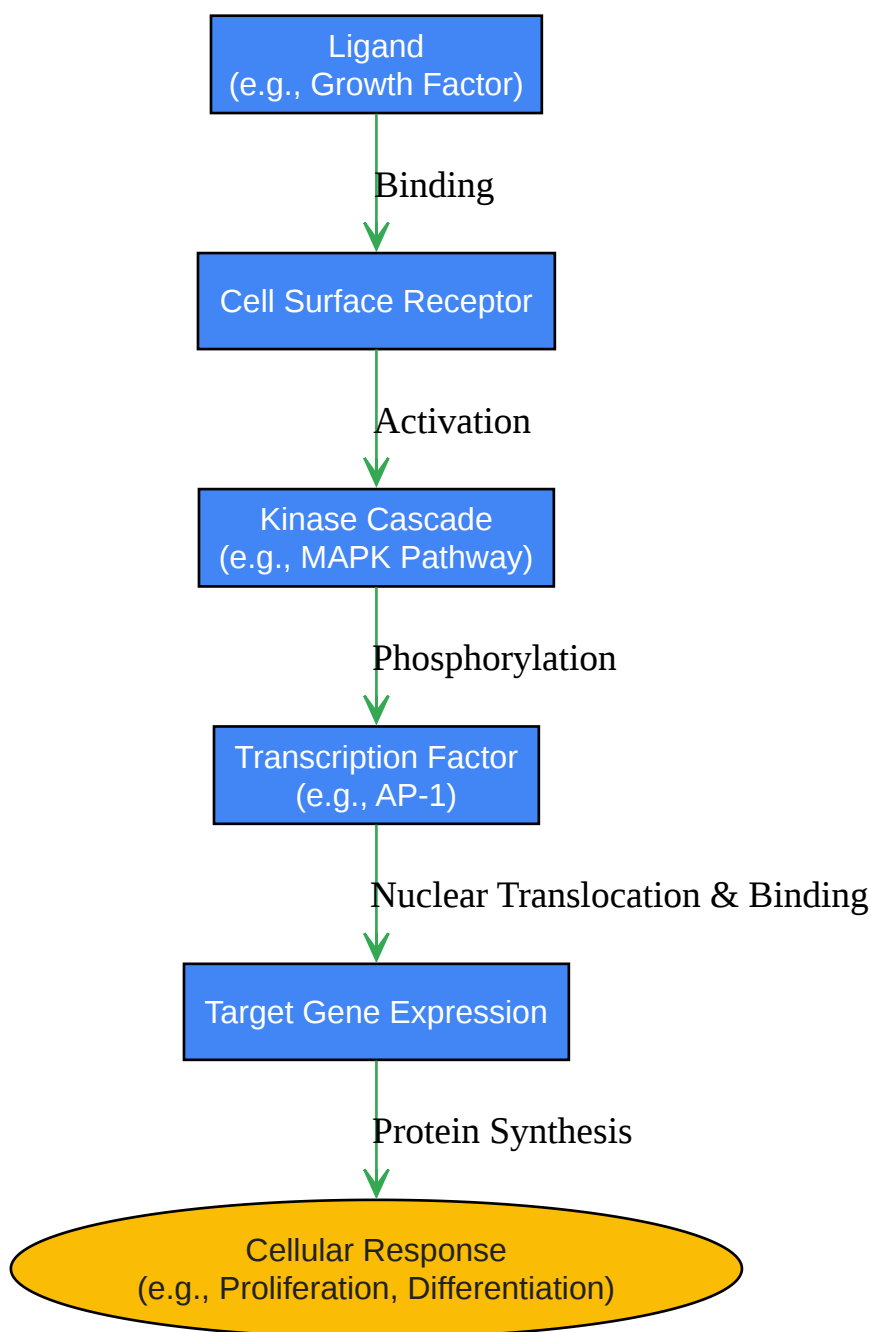 Ligand
(e.g., Growth Factor)
Binding
Cell Surface Receptor
Activation
Kinase Cascade
(e.g., MAPK Pathway)
Phosphorylation
Transcription Factor
(e.g., AP-1)
Nuclear Translocation & Binding
Target Gene Expression
Protein Synthesis
Cellular Response
(e.g., Proliferation, Differentiation)